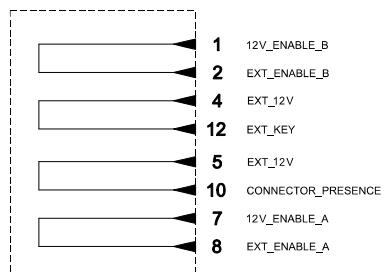 1 12V_ENABLE_B
2 EXT_ENABLE_B
4 EXT_12V
12 EXT_KEY
5 EXT_12V
10 CONNECTOR_PRESENCE
7 12V_ENABLE_A
8 EXT_ENABLE_A